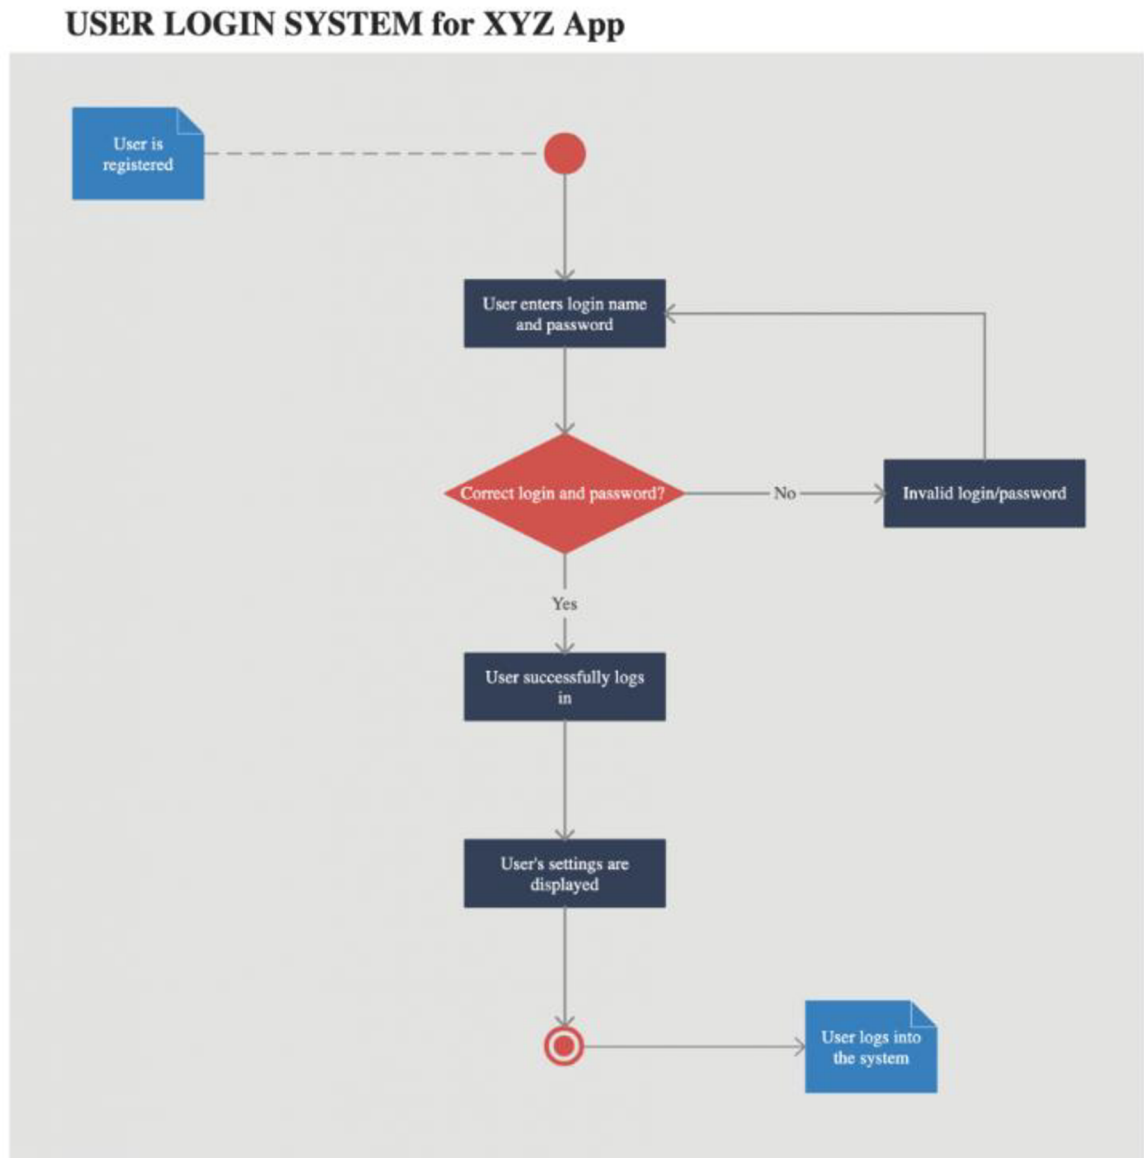 USER LOGIN SYSTEM for XYZ App
User is
registered
User enters login name
and password
Correct login and password?
No
Invalid login/password
Yes
User successfully logs
in
User's settings are
displayed
User logs into
the system